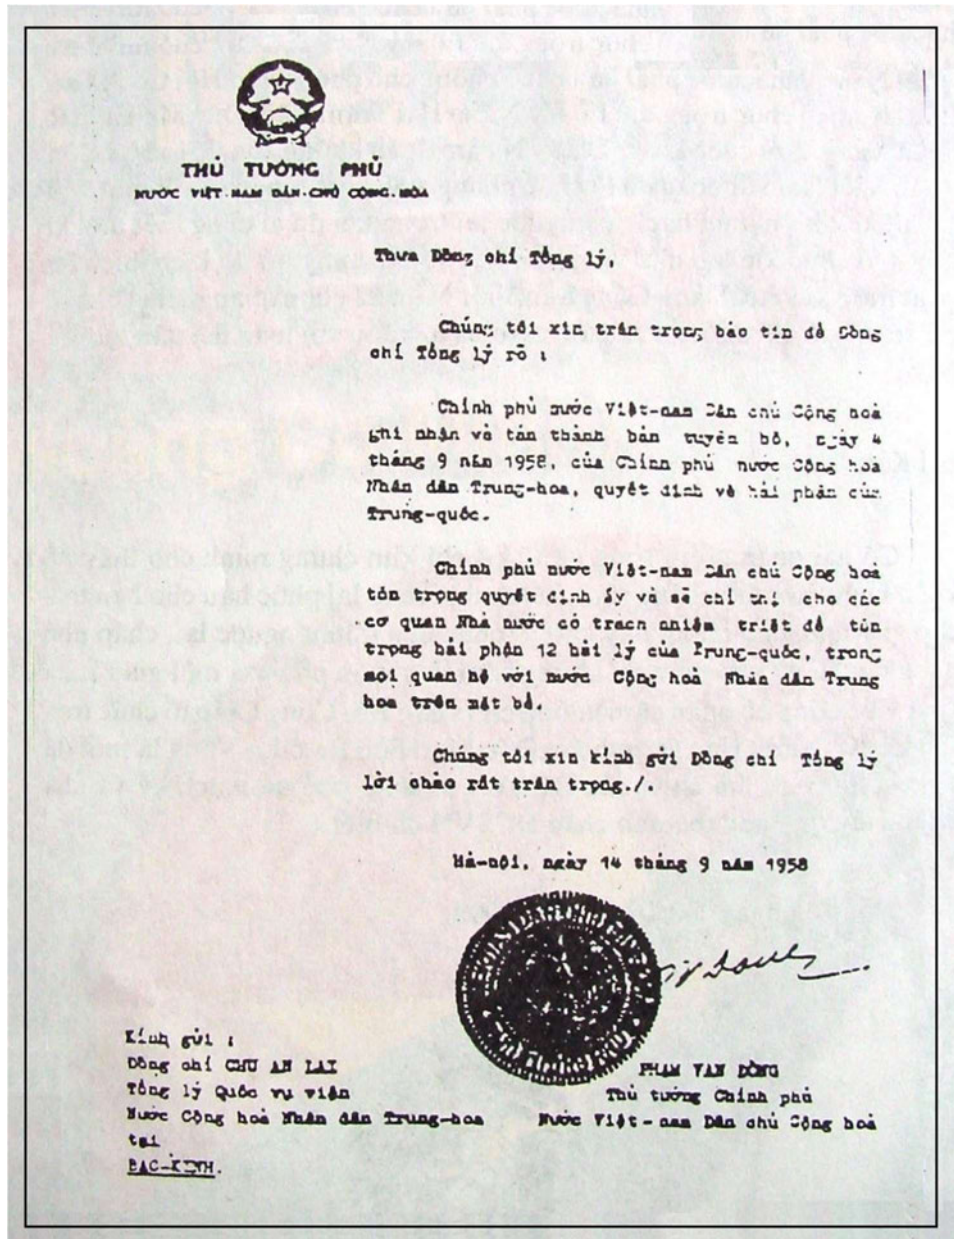 THỦ TƯỚNG PHỦ
NƯỚC VIỆT-NAM DÂN-CHỦ CỘNG-HÒA
Thưa Đồng chí Tổng lý,
Chúng tôi xin trân trọng báo tin để Đồng
chí Tổng lý rõ :
Chính phủ nước Việt-nam Dân chủ Cộng hoà
ghi nhận và tán thành bản tuyên bố, ngày 4
tháng 9 năm 1958, của Chính phủ nước Cộng hoà
Nhân dân Trung-hoa, quyết định về hải phận của
Trung-quốc.
Chính phủ nước Việt-nam Dân chủ Cộng hoà
tôn trọng quyết định ấy và sẽ chỉ thị cho các
cơ quan Nhà nước có trách nhiệm triệt để tôn
trọng hải phận 12 hải lý của Trung-quốc, trong
mọi quan hệ với nước Cộng hoà Nhân dân Trung
hoa trên mặt bể.
Chúng tôi xin kính gửi Đồng chí Tổng lý
lời chào rất trân trọng./.
Hà-nội, ngày 14 tháng 9 năm 1958
Kính gửi :
Đồng chí CHU AN LAI
Tổng lý Quốc vụ viện
Nước Cộng hoà Nhân dân Trung-hoa
tại
BẮC-KINH.
PHẠM VĂN ĐỒNG
Thủ tướng Chính phủ
Nước Việt-nam Dân chủ Cộng hoà